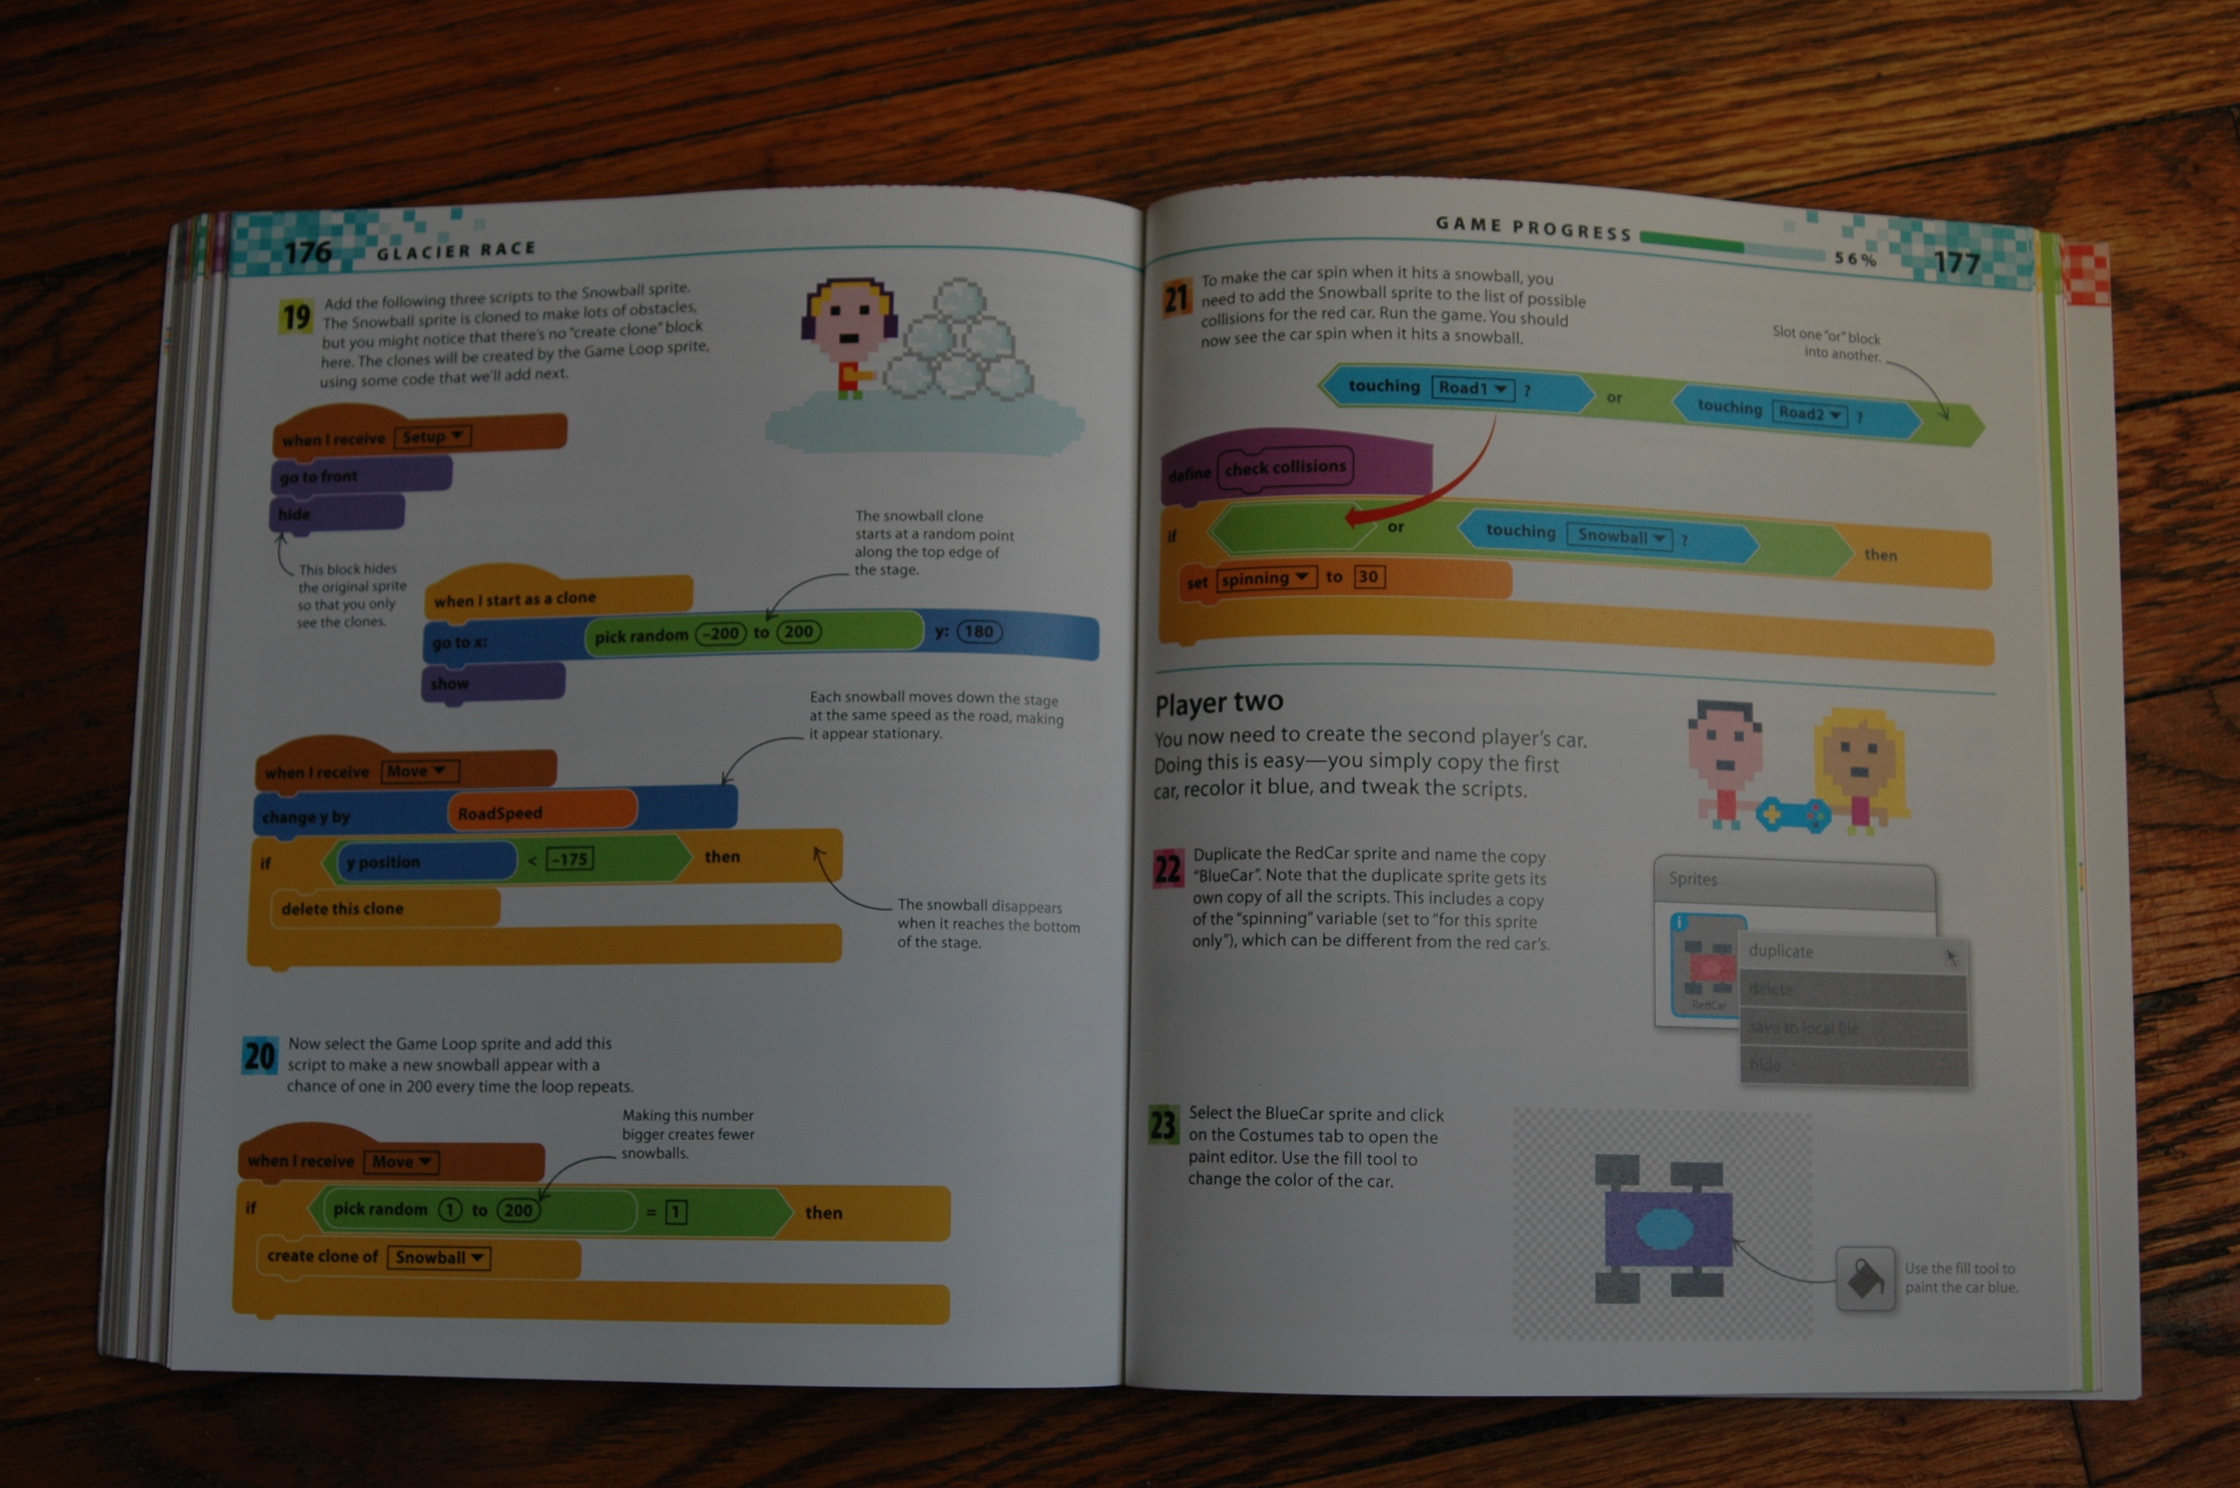 176 GLACIER RACE
19 Add the following three scripts to the Snowball sprite.
The Snowball sprite is cloned to make lots of obstacles,
but you might notice that there's no "create clone" block
here. The clones will be created by the Game Loop sprite,
using some code that we'll add next.
when I receive Setup
go to front
hide
This block hides
the original sprite
so that you only
see the clones.
The snowball clone
starts at a random point
along the top edge of
the stage.
when I start as a clone
go to x: pick random -200 to 200 y: 180
show
Each snowball moves down the stage
at the same speed as the road, making
it appear stationary.
when I receive Move
change y by RoadSpeed
if y position < -175 then
delete this clone
The snowball disappears
when it reaches the bottom
of the stage.
20 Now select the Game Loop sprite and add this
script to make a new snowball appear with a
chance of one in 200 every time the loop repeats.
Making this number
bigger creates fewer
snowballs.
when I receive Move
if pick random 1 to 200 = 1 then
create clone of Snowball
GAME PROGRESS 56% 177
21 To make the car spin when it hits a snowball, you
need to add the Snowball sprite to the list of possible
collisions for the red car. Run the game. You should
now see the car spin when it hits a snowball.
Slot one "or" block
into another.
touching Road1 ? or touching Road2 ?
define check collisions
if or touching Snowball ? then
set spinning to 30
Player two
You now need to create the second player's car.
Doing this is easy—you simply copy the first
car, recolor it blue, and tweak the scripts.
22 Duplicate the RedCar sprite and name the copy
"BlueCar". Note that the duplicate sprite gets its
own copy of all the scripts. This includes a copy
of the "spinning" variable (set to "for this sprite
only"), which can be different from the red car's.
Sprites
i
RedCar
duplicate
delete
save to local file
hide
23 Select the BlueCar sprite and click
on the Costumes tab to open the
paint editor. Use the fill tool to
change the color of the car.
Use the fill tool to
paint the car blue.